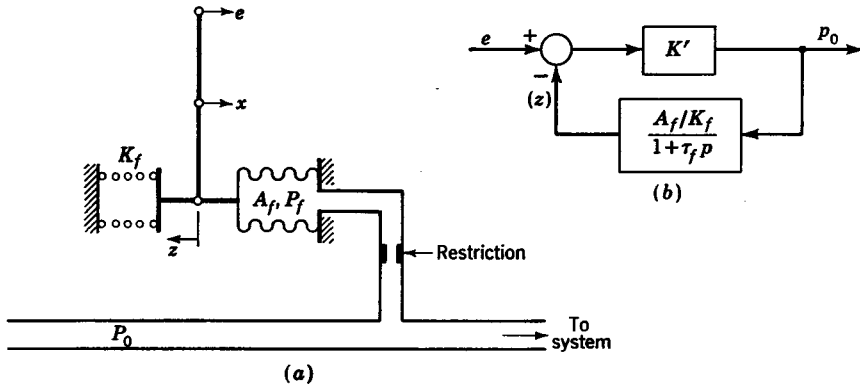 e
x
K_f
A_f, P_f
z
Restriction
P_0
To
system
(a)
e
+
−
(z)
K′
p_0
A_f/K_f
1+τ_f p
(b)